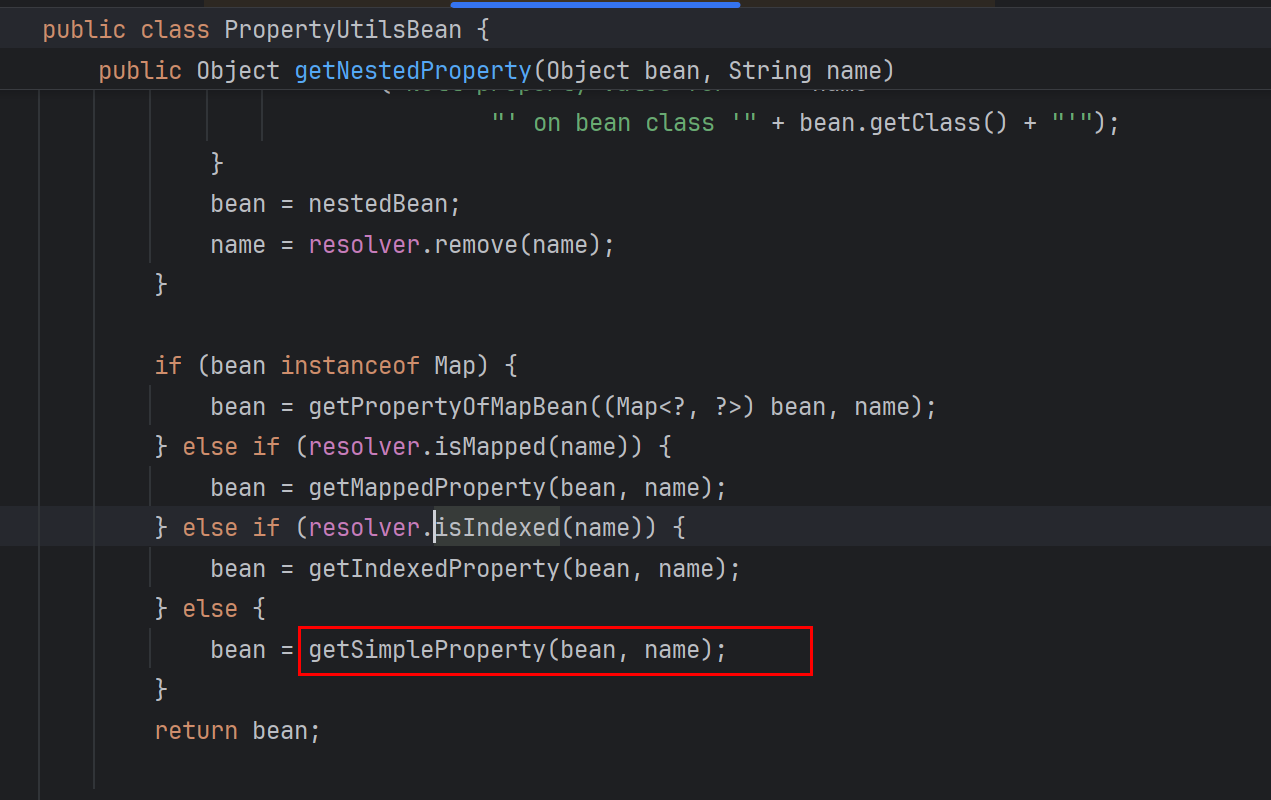 public class PropertyUtilsBean {
public Object getNestedProperty(Object bean, String name)
"' on bean class '" + bean.getClass() + "'");
}
bean = nestedBean;
name = resolver.remove(name);
}
if (bean instanceof Map) {
bean = getPropertyOfMapBean((Map<?, ?>) bean, name);
} else if (resolver.isMapped(name)) {
bean = getMappedProperty(bean, name);
} else if (resolver.isIndexed(name)) {
bean = getIndexedProperty(bean, name);
} else {
bean = getSimpleProperty(bean, name);
}
return bean;